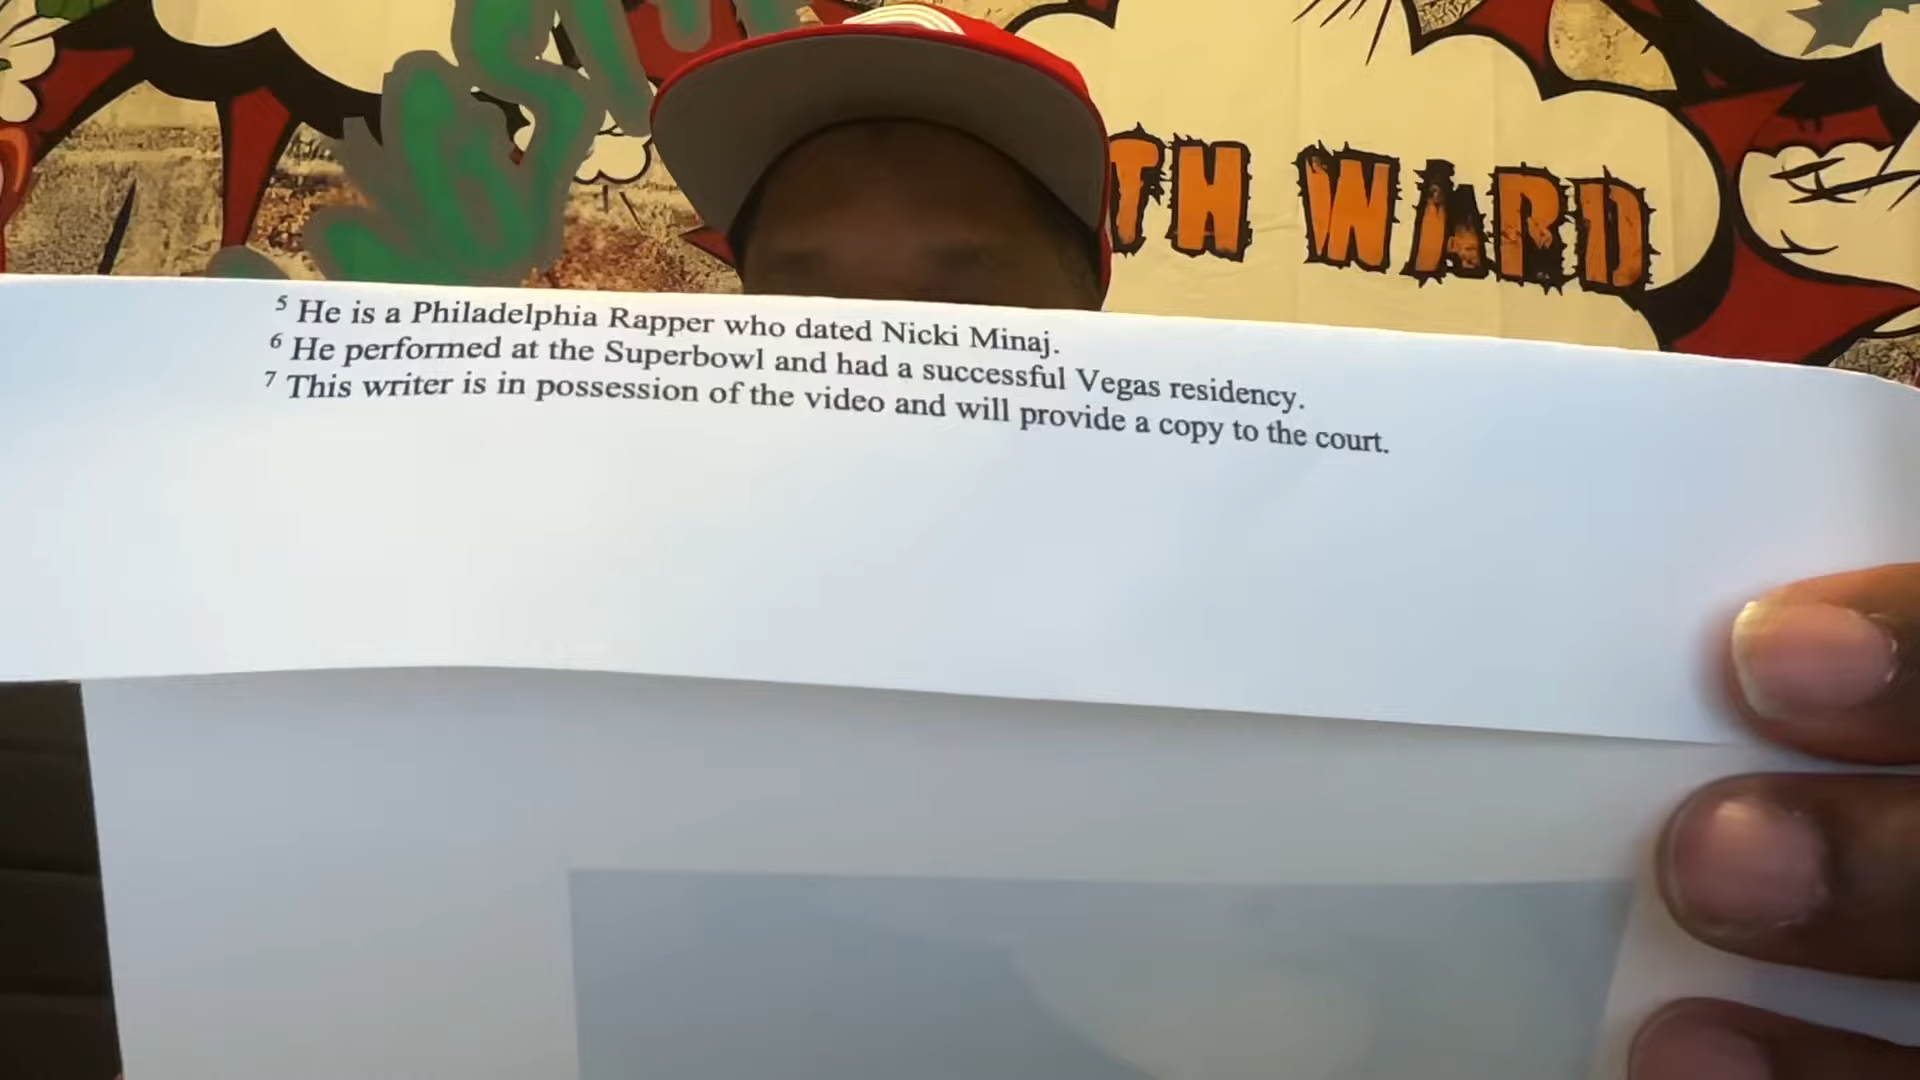 TH WARD
5 He is a Philadelphia Rapper who dated Nicki Minaj.
6 He performed at the Superbowl and had a successful Vegas residency.
7 This writer is in possession of the video and will provide a copy to the court.